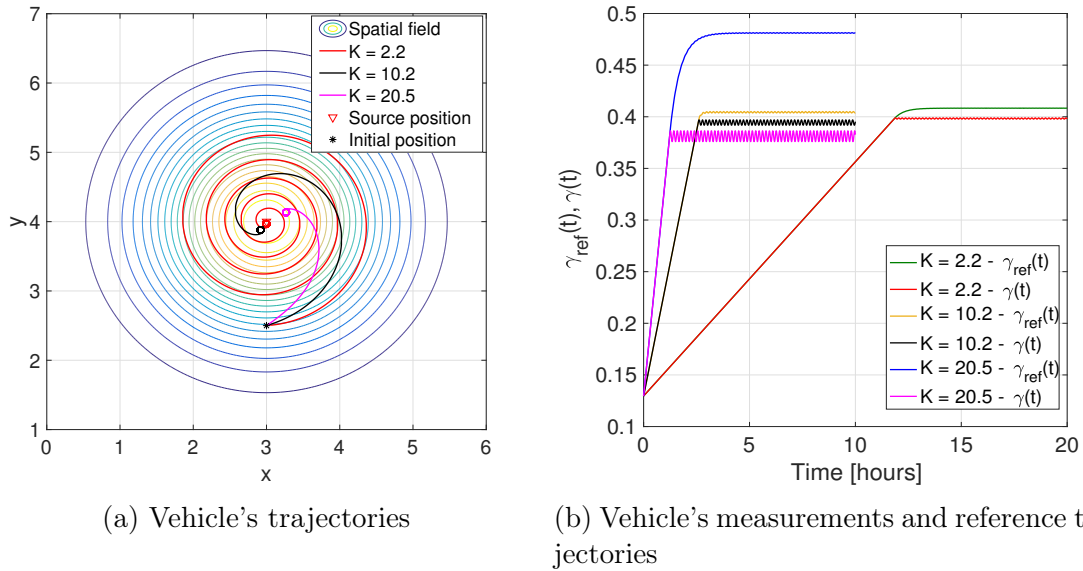 7
6
5
4
3
2
1
0
1
2
3
4
5
6
x
y
Spatial field
K = 2.2
K = 10.2
K = 20.5
Source position
Initial position
(a) Vehicle's trajectories
0.5
0.45
0.4
0.35
0.3
0.25
0.2
0.15
0.1
0
5
10
15
20
Time [hours]
γref(t), γ(t)
K = 2.2 - γref(t)
K = 2.2 - γ(t)
K = 10.2 - γref(t)
K = 10.2 - γ(t)
K = 20.5 - γref(t)
K = 20.5 - γ(t)
(b) Vehicle's measurements and reference t
jectories